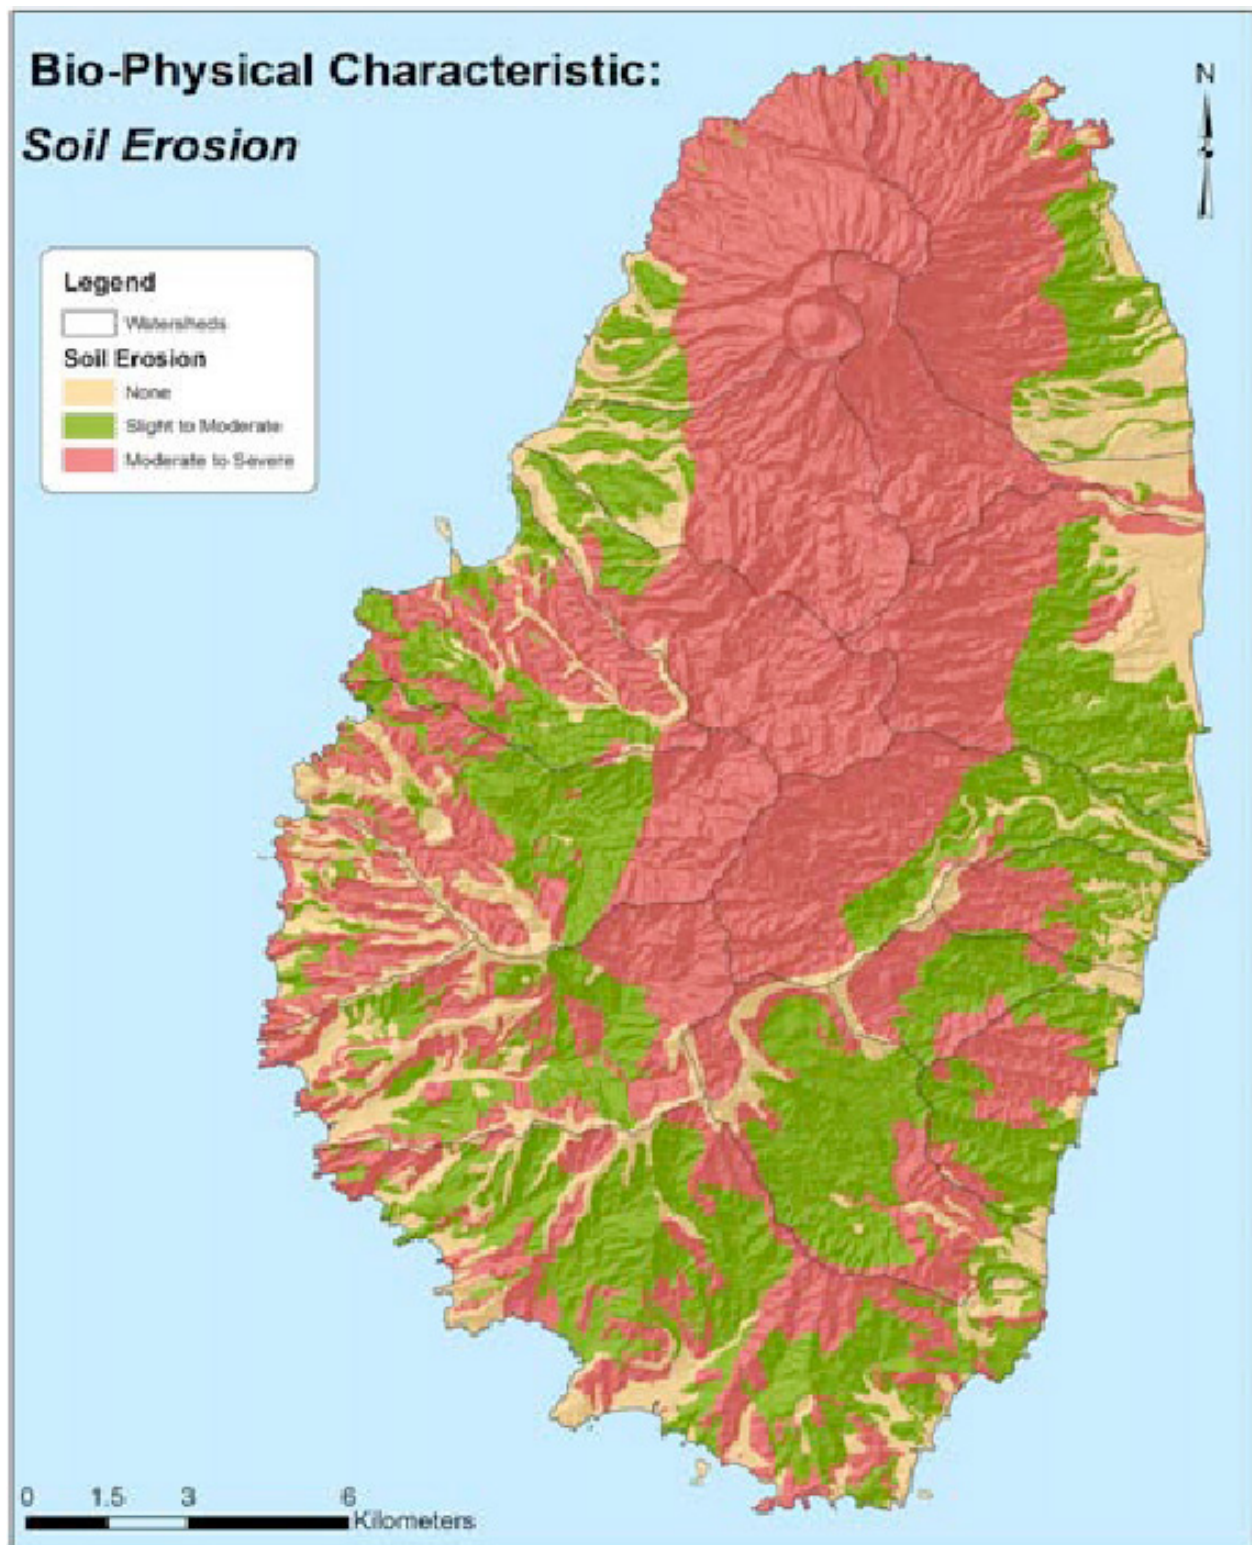 Bio-Physical Characteristic:
Soil Erosion
N
Legend
Watersheds
Soil Erosion
None
Slight to Moderate
Moderate to Severe
0 1.5 3 6
Kilometers